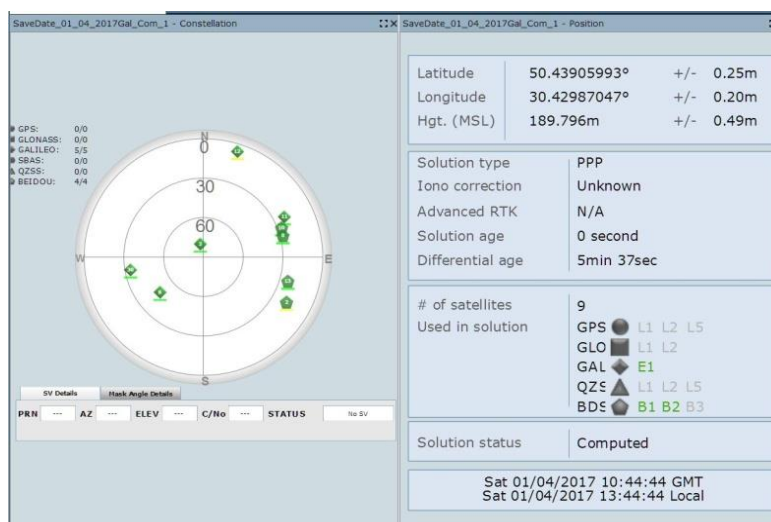 SaveDate_01_04_2017Gal_Com_1 - Constellation
GPS: 0/0
GLONASS: 0/0
GALILEO: 5/5
SBAS: 0/0
QZSS: 0/0
BEIDOU: 4/4
N
0
30
60
W
E
S
SV Details
Mask Angle Details
PRN --- AZ --- ELEV --- C/No --- STATUS No SV
SaveDate_01_04_2017Gal_Com_1 - Position
Latitude 50.43905993º +/- 0.25m
Longitude 30.42987047º +/- 0.20m
Hgt. (MSL) 189.796m +/- 0.49m
Solution type PPP
Iono correction Unknown
Advanced RTK N/A
Solution age 0 second
Differential age 5min 37sec
# of satellites 9
Used in solution GPS L1 L2 L5
GLO L1 L2
GAL E1
QZS L1 L2 L5
BDS B1 B2 B3
Solution status Computed
Sat 01/04/2017 10:44:44 GMT
Sat 01/04/2017 13:44:44 Local